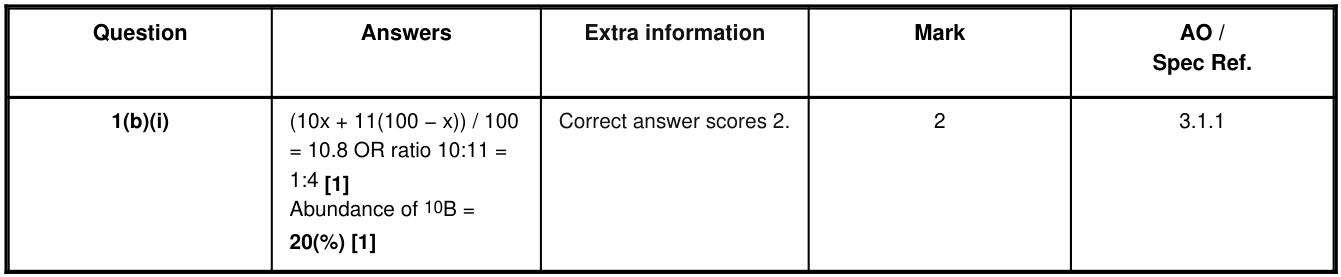 Question Answers Extra information Mark AO /
Spec Ref.
1(b)(i) (10x + 11(100 − x)) / 100 Correct answer scores 2. 2 3.1.1
= 10.8 OR ratio 10:11 =
1:4 [1]
Abundance of 10B =
20(%) [1]